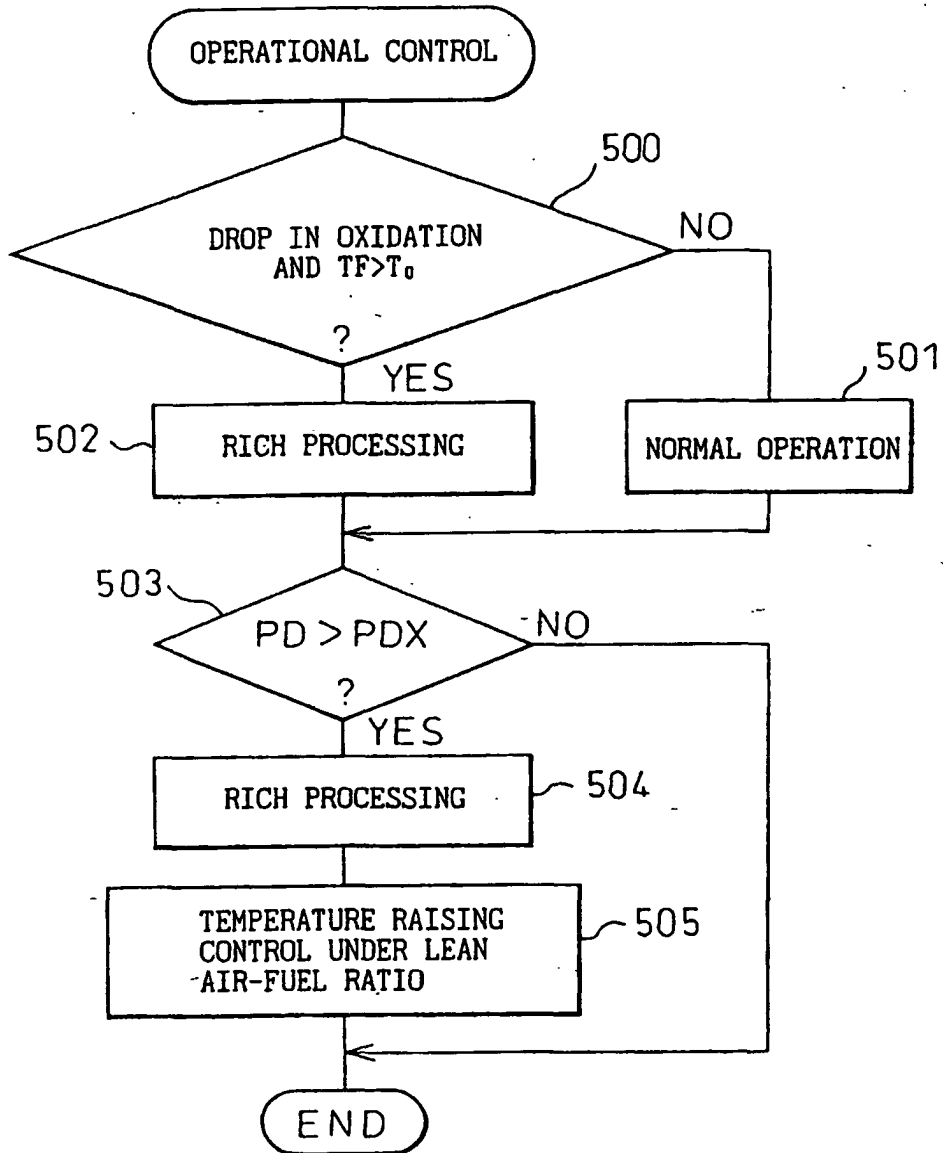 OPERATIONAL CONTROL
500
DROP IN OXIDATION
AND TF>T₀
?
NO
YES
501
502
RICH PROCESSING
NORMAL OPERATION
503
PD > PDX
NO
?
YES
RICH PROCESSING
504
TEMPERATURE RAISING
CONTROL UNDER LEAN
AIR-FUEL RATIO
505
END